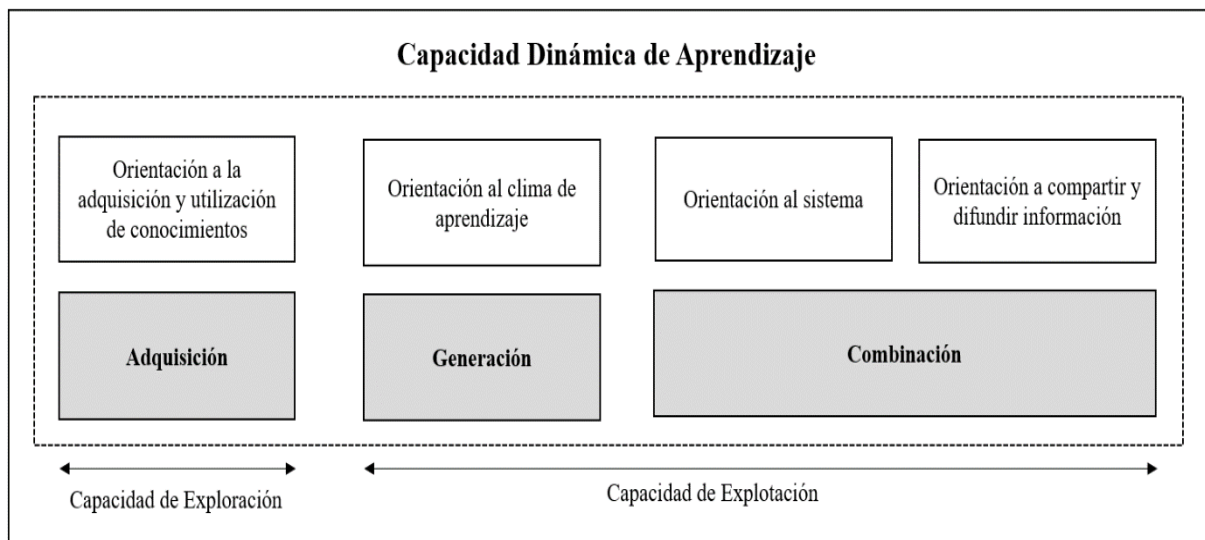 Capacidad Dinámica de Aprendizaje
Orientación a la
adquisición y utilización
de conocimientos
Orientación al clima de
aprendizaje
Orientación al sistema
Orientación a compartir y
difundir información
Adquisición
Generación
Combinación
Capacidad de Exploración
Capacidad de Explotación